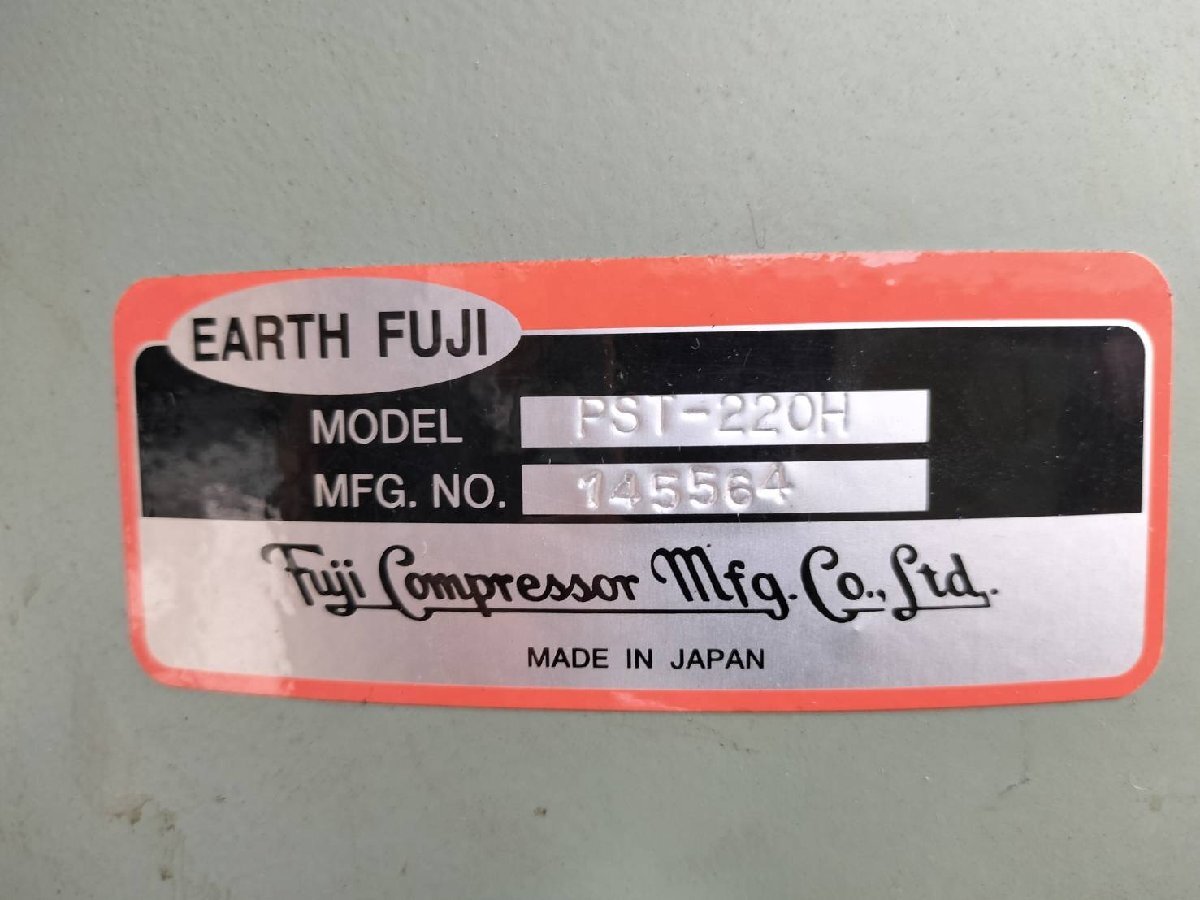 EARTH FUJI
MODEL PST-220H
MFG. NO. 145564
Fuji Compressor Mfg. Co., Ltd.
MADE IN JAPAN